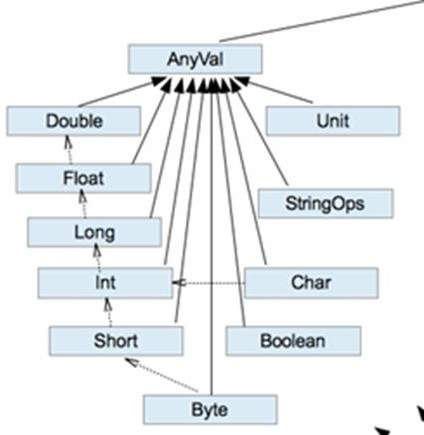 AnyVal
Double
Unit
Float
StringOps
Long
Int
Char
Short
Boolean
Byte